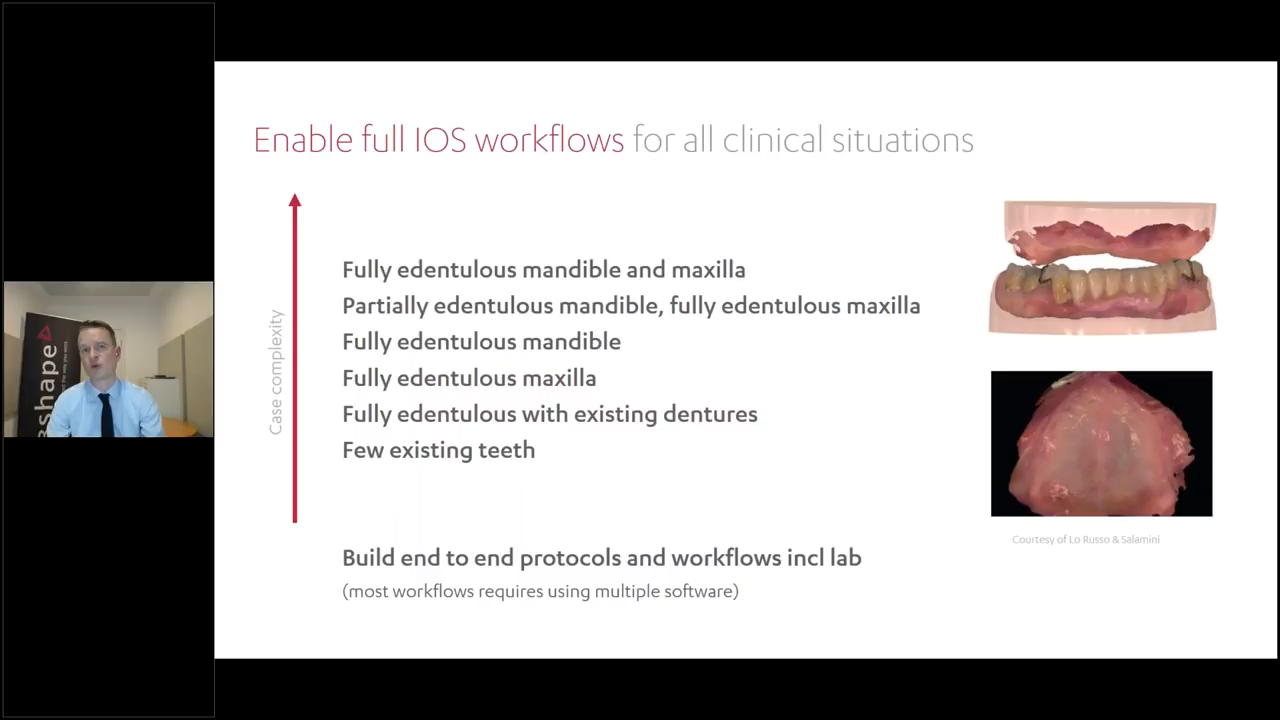 Enable full IOS workflows for all clinical situations
Case complexity
Fully edentulous mandible and maxilla
Partially edentulous mandible, fully edentulous maxilla
Fully edentulous mandible
Fully edentulous maxilla
Fully edentulous with existing dentures
Few existing teeth
Build end to end protocols and workflows incl lab
(most workflows requires using multiple software)
Courtesy of Lo Russo & Salamini
shape